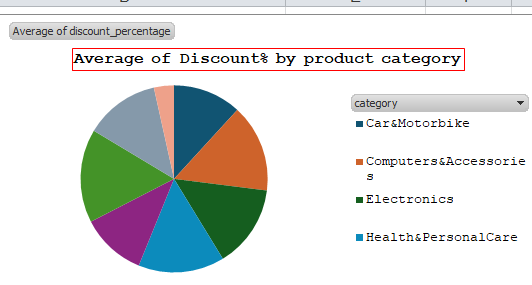 Average of discount_percentage
Average of Discount% by product category
category
Car&Motorbike
Computers&Accessorie
s
Electronics
Health&PersonalCare